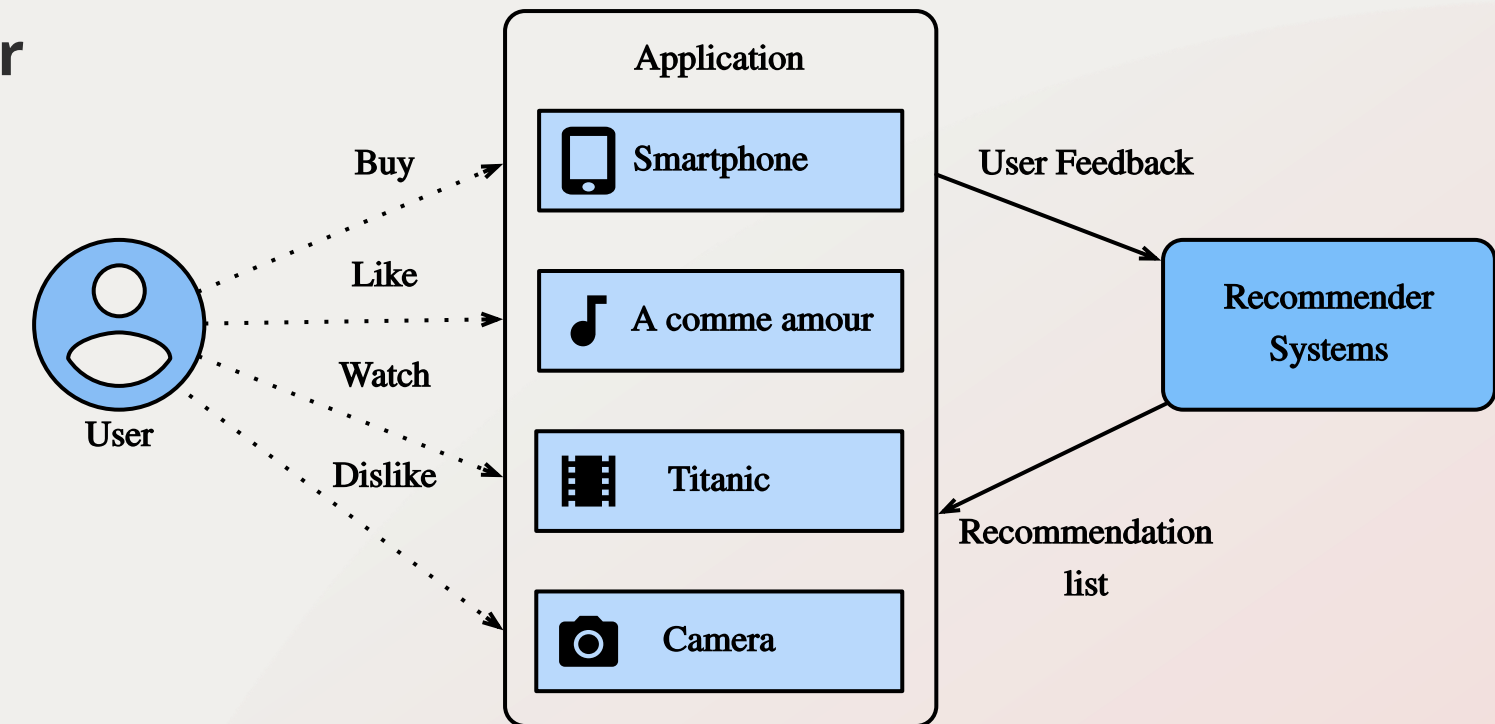 r
Application
Buy
Smartphone
User Feedback
Like
Recommender
Systems
A comme amour
Watch
User
Dislike
Titanic
Recommendation
list
Camera